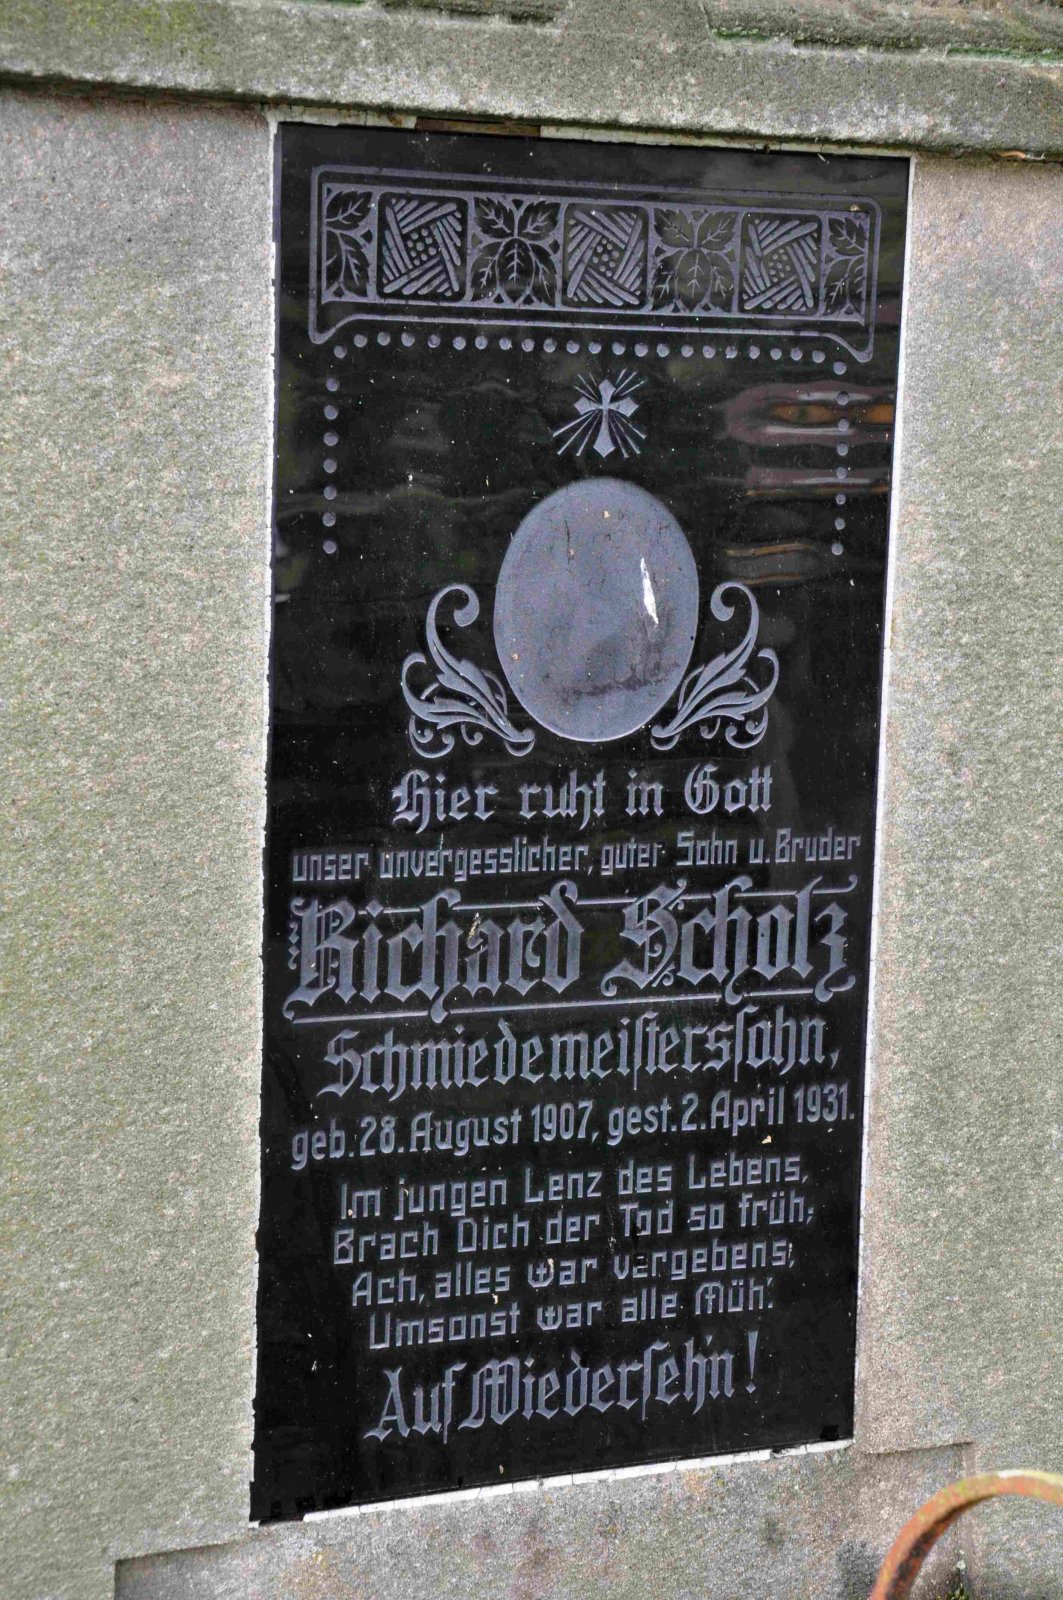 Hier ruht in Gott
unser unvergesslicher, guter Sohn u. Bruder
Richard Scholz
Schmiedemeisterssohn,
geb. 28. August 1907, gest. 2. April 1931.
Im jungen Lenz des Lebens,
Brach Dich der Tod so früh;
Ach, alles war vergebens,
Umsonst war alle Müh'.
Auf Wiederseh'n!